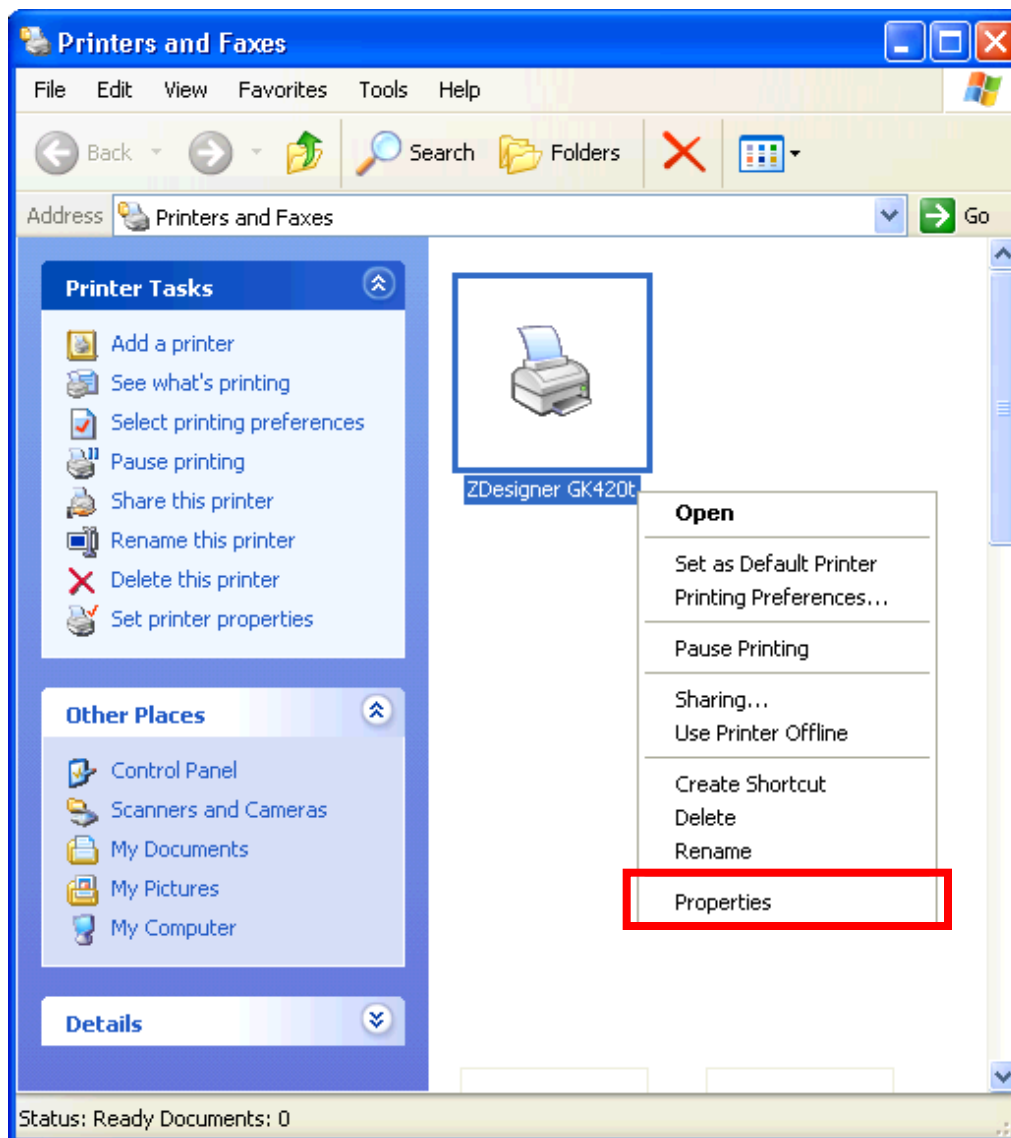 Printers and Faxes
File Edit View Favorites Tools Help
Back Search Folders
Address Printers and Faxes Go
Printer Tasks
Add a printer
See what's printing
Select printing preferences
Pause printing
Share this printer
Rename this printer
Delete this printer
Set printer properties
Other Places
Control Panel
Scanners and Cameras
My Documents
My Pictures
My Computer
Details
ZDesigner GK420t
Open
Set as Default Printer
Printing Preferences...
Pause Printing
Sharing...
Use Printer Offline
Create Shortcut
Delete
Rename
Properties
Status: Ready Documents: 0